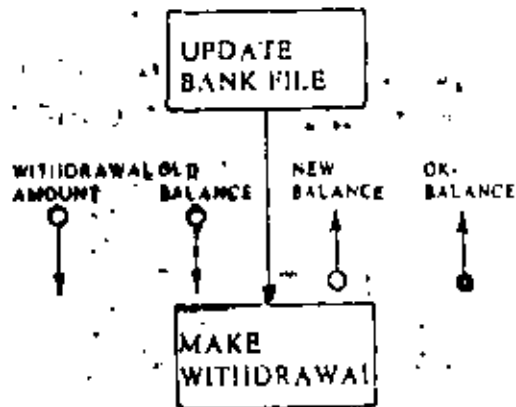 UPDATE
BANK FILE
WITHDRAWAL OLD NEW OK-
AMOUNT BALANCE BALANCE BALANCE
MAKE
WITHDRAWAL